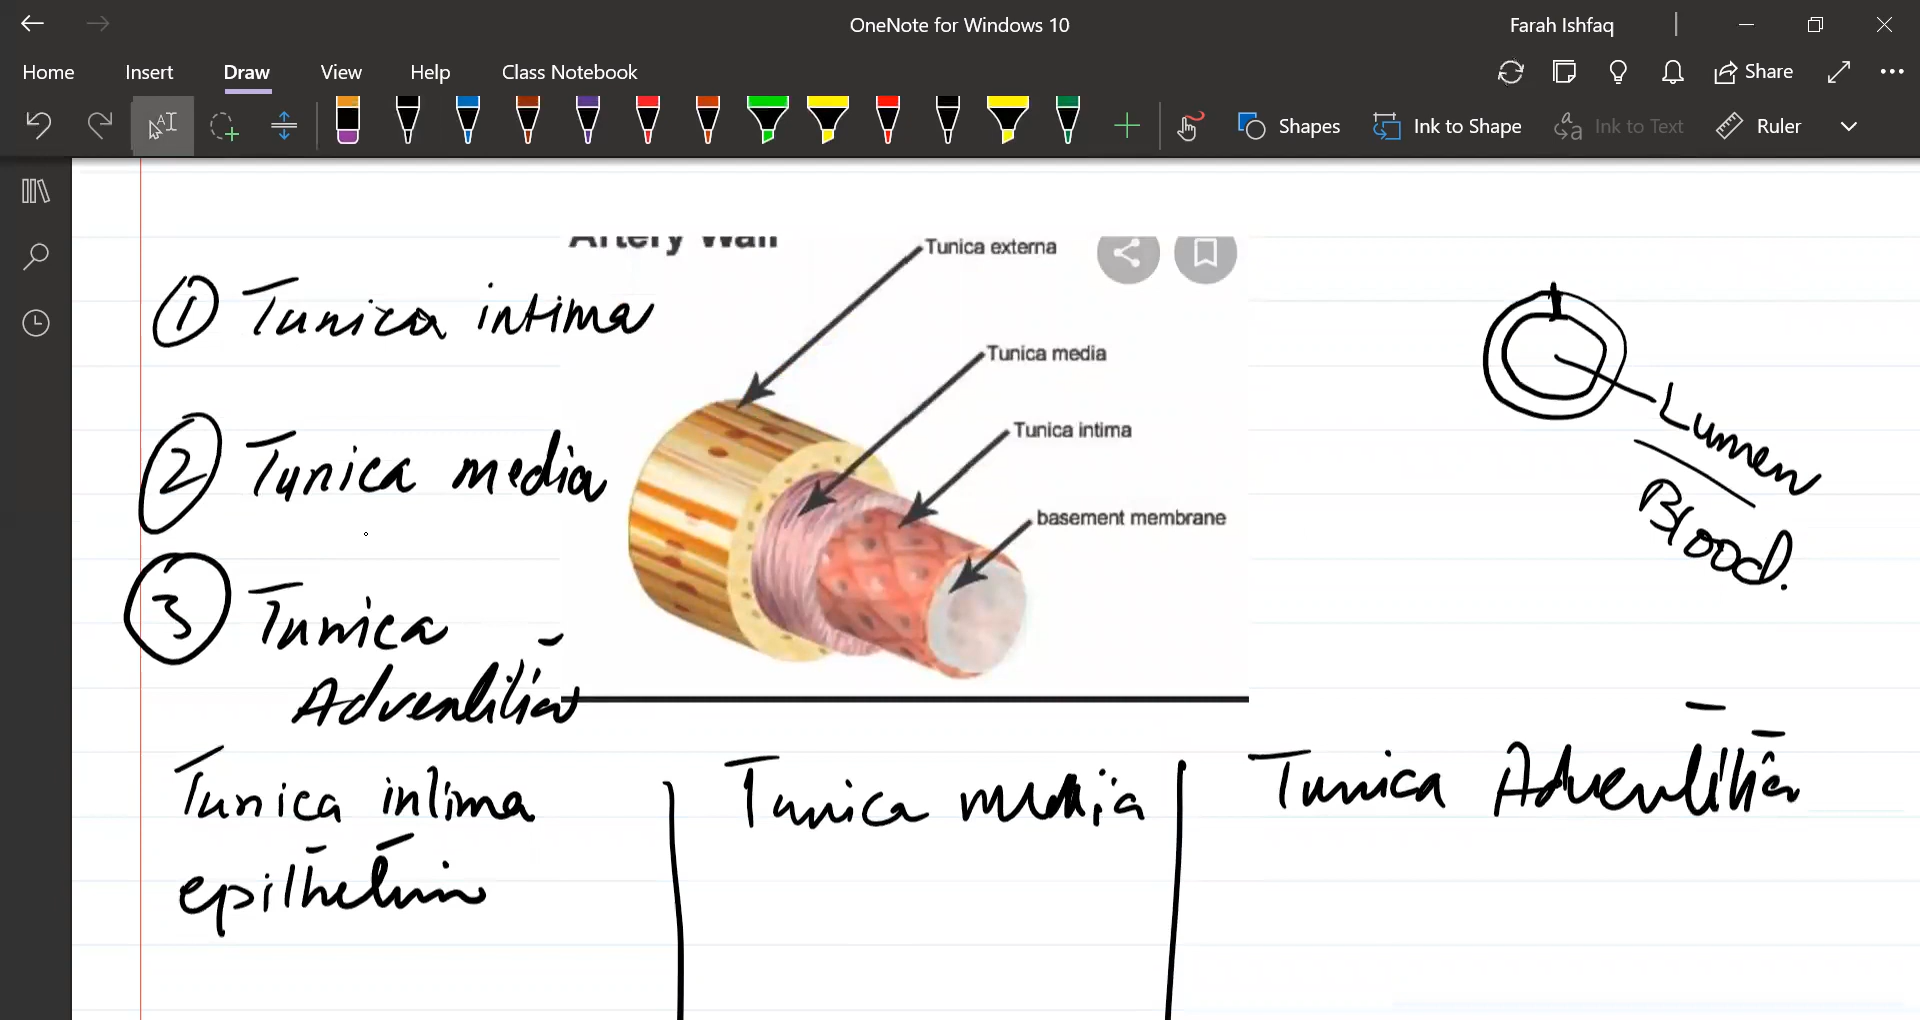 OneNote for Windows 10
Farah Ishfaq
Home Insert Draw View Help Class Notebook
Share
Shapes Ink to Shape Ink to Text Ruler
Artery Wall
Tunica externa
① Tunica intima
Tunica media
Tunica intima
② Tunica media
basement membrane
③ Tunica
Adventitia
Lumen
Blood.
Tunica intima
epithelium
Tunica media
Tunica Adventitia